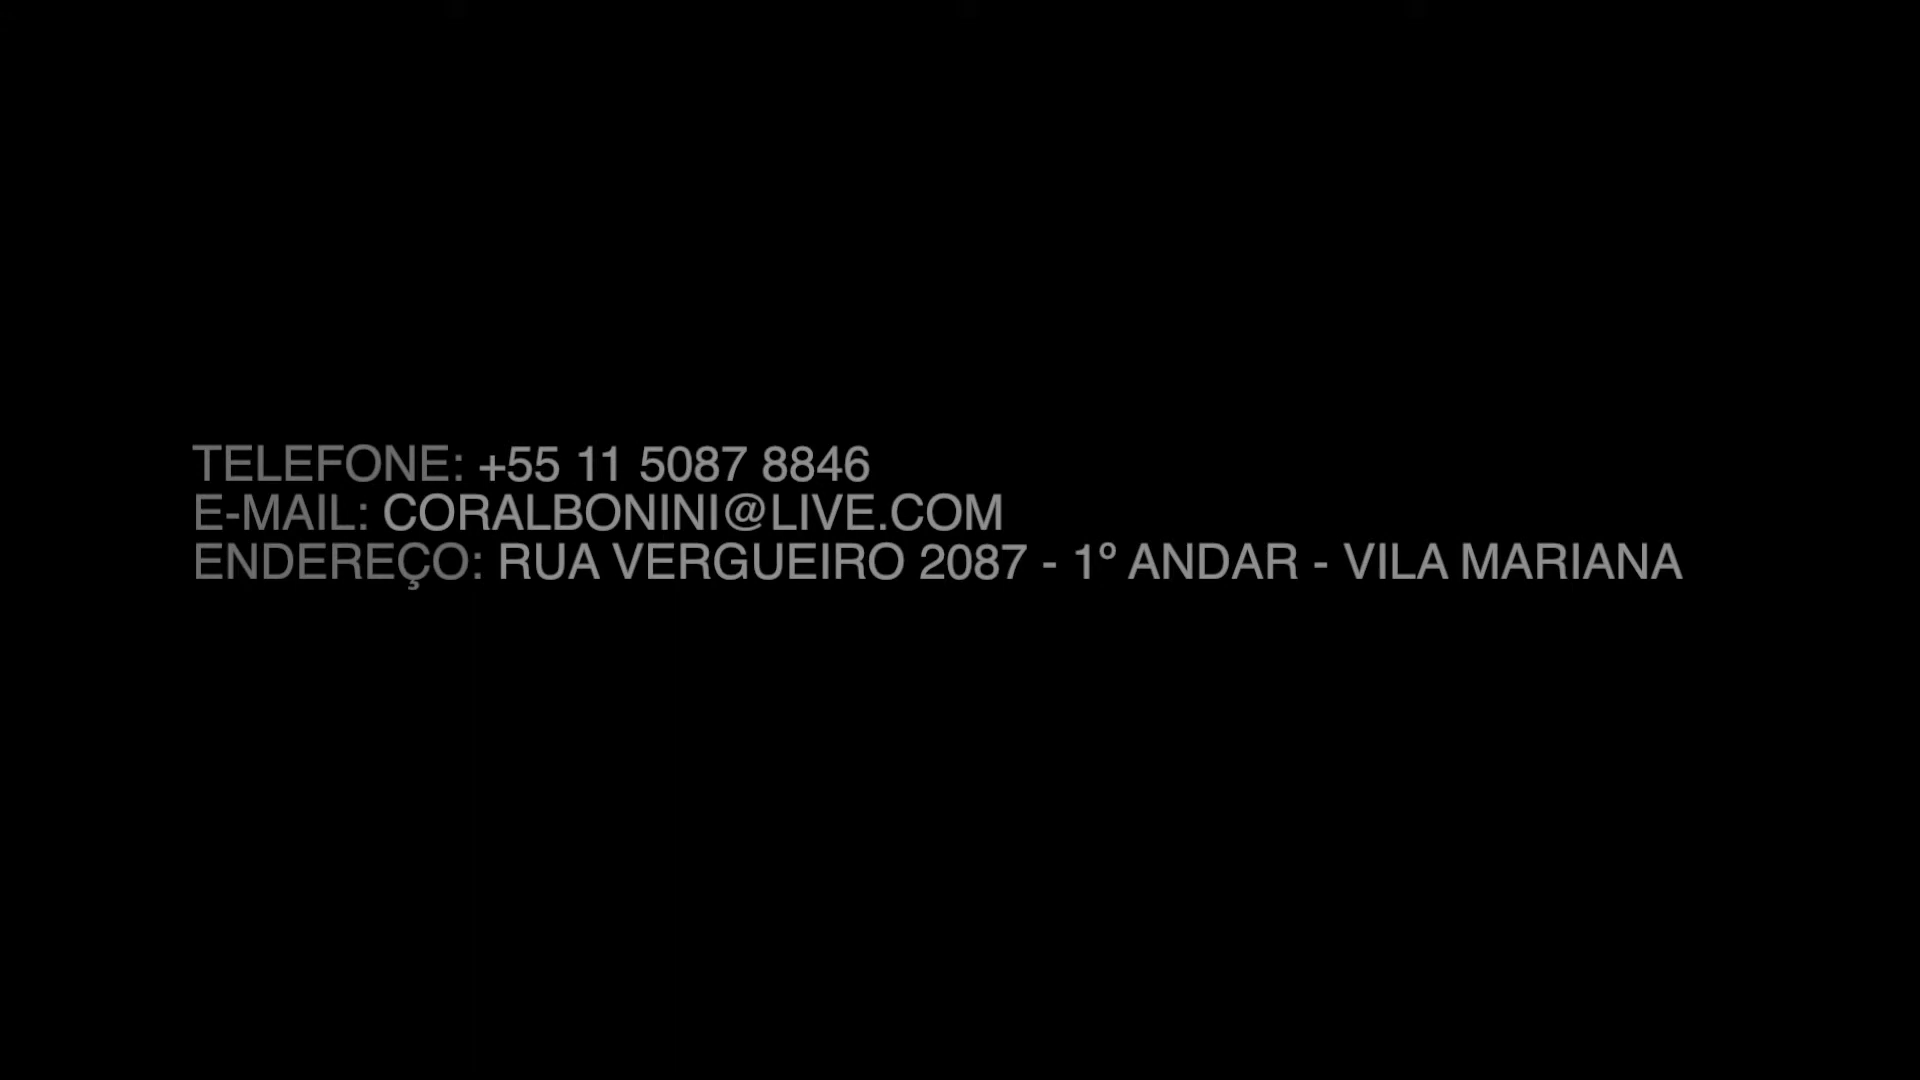 TELEFONE: +55 11 5087 8846
E-MAIL: CORALBONINI@LIVE.COM
ENDEREÇO: RUA VERGUEIRO 2087 - 1º ANDAR - VILA MARIANA